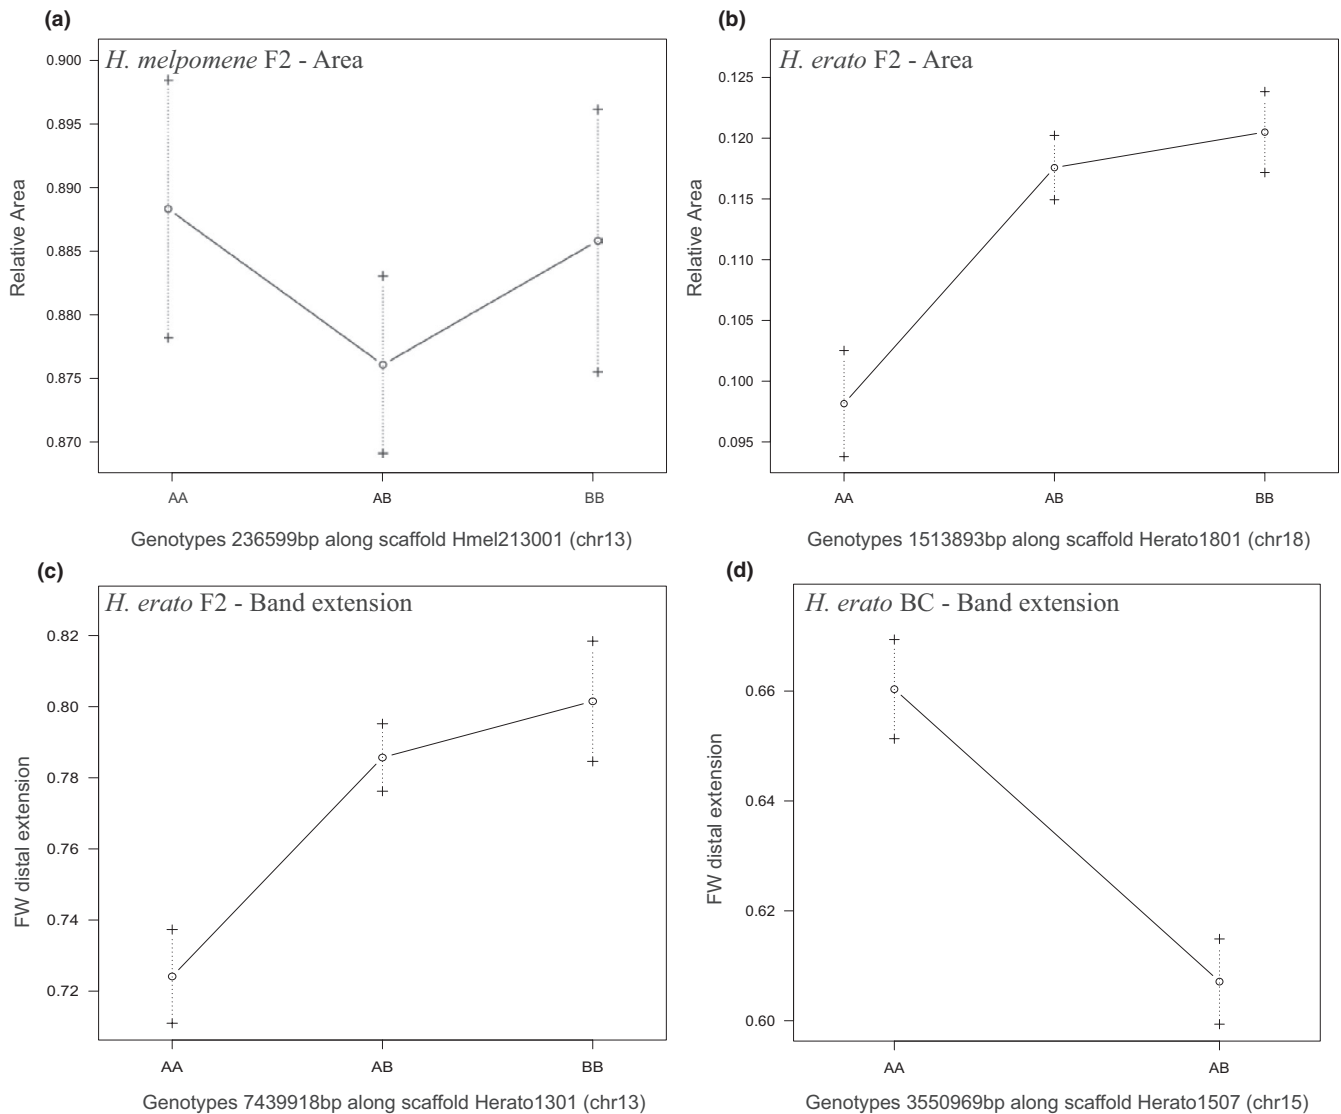 (a)
H. melpomene F2 - Area
Relative Area
0.900
0.895
0.890
0.885
0.880
0.875
0.870
AA
AB
BB
Genotypes 236599bp along scaffold Hmel213001 (chr13)
(b)
H. erato F2 - Area
Relative Area
0.125
0.120
0.115
0.110
0.105
0.100
0.095
AA
AB
BB
Genotypes 1513893bp along scaffold Herato1801 (chr18)
(c)
H. erato F2 - Band extension
FW distal extension
0.82
0.80
0.78
0.76
0.74
0.72
AA
AB
BB
Genotypes 7439918bp along scaffold Herato1301 (chr13)
(d)
H. erato BC - Band extension
FW distal extension
0.66
0.64
0.62
0.60
AA
AB
Genotypes 3550969bp along scaffold Herato1507 (chr15)